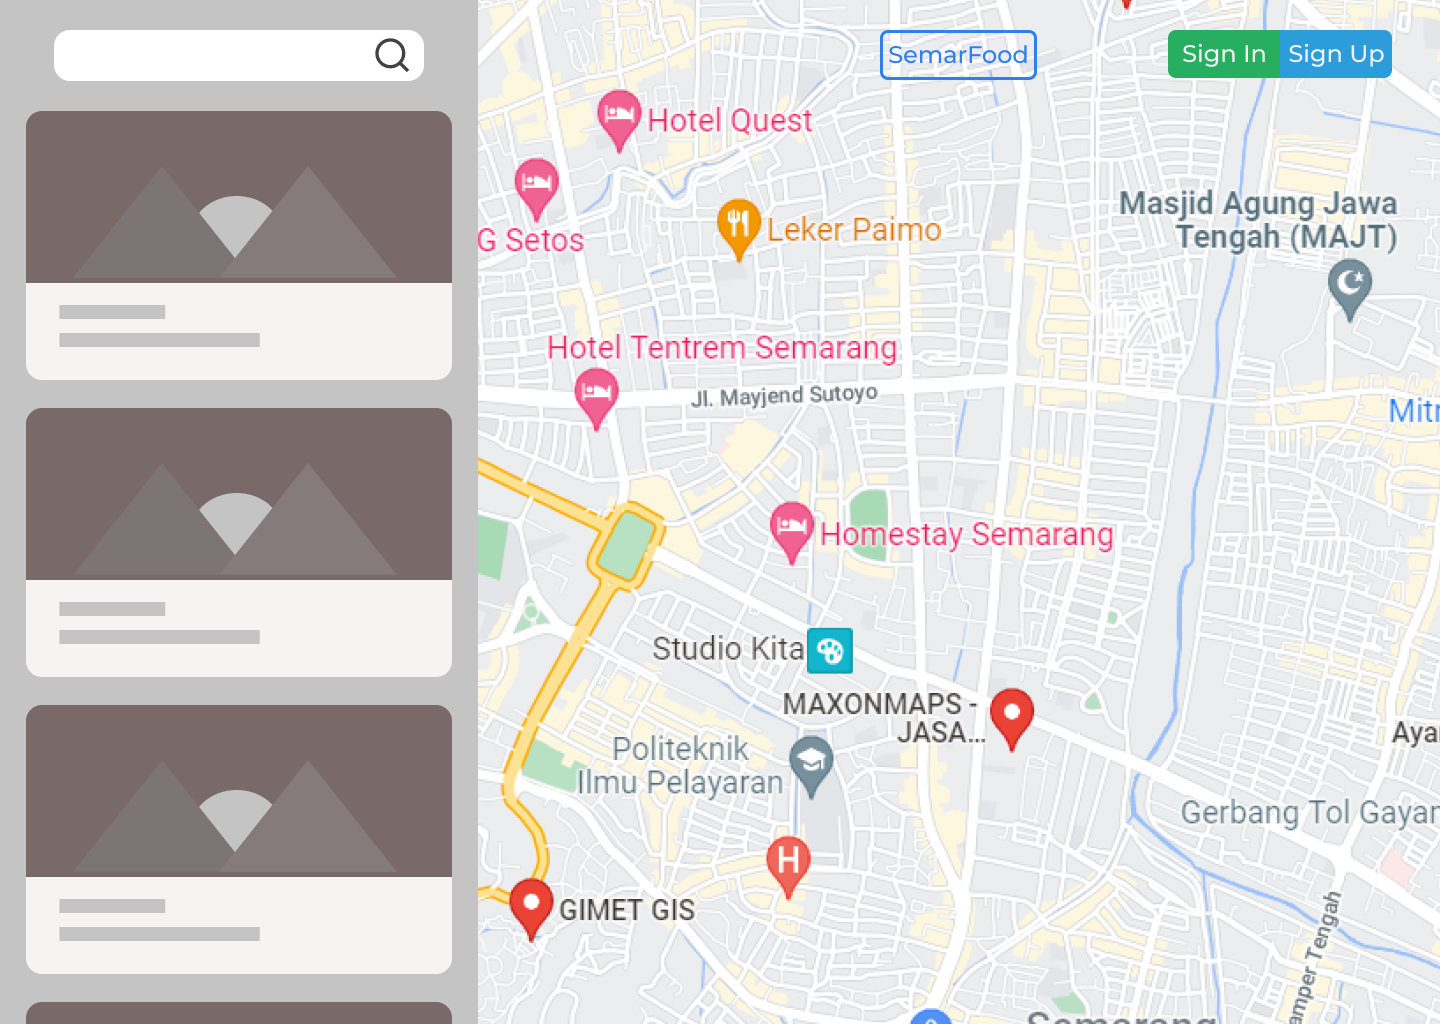 SemarFood
Sign In
Sign Up
Hotel Quest
G Setos
Leker Paimo
Masjid Agung Jawa
Tengah (MAJT)
Hotel Tentrem Semarang
Jl. Mayjend Sutoyo
Mitr
Homestay Semarang
Studio Kita
MAXONMAPS -
JASA...
Aya
Politeknik
Ilmu Pelayaran
Gerbang Tol Gayam
H
GIMET GIS
amper Tengah
Semarang